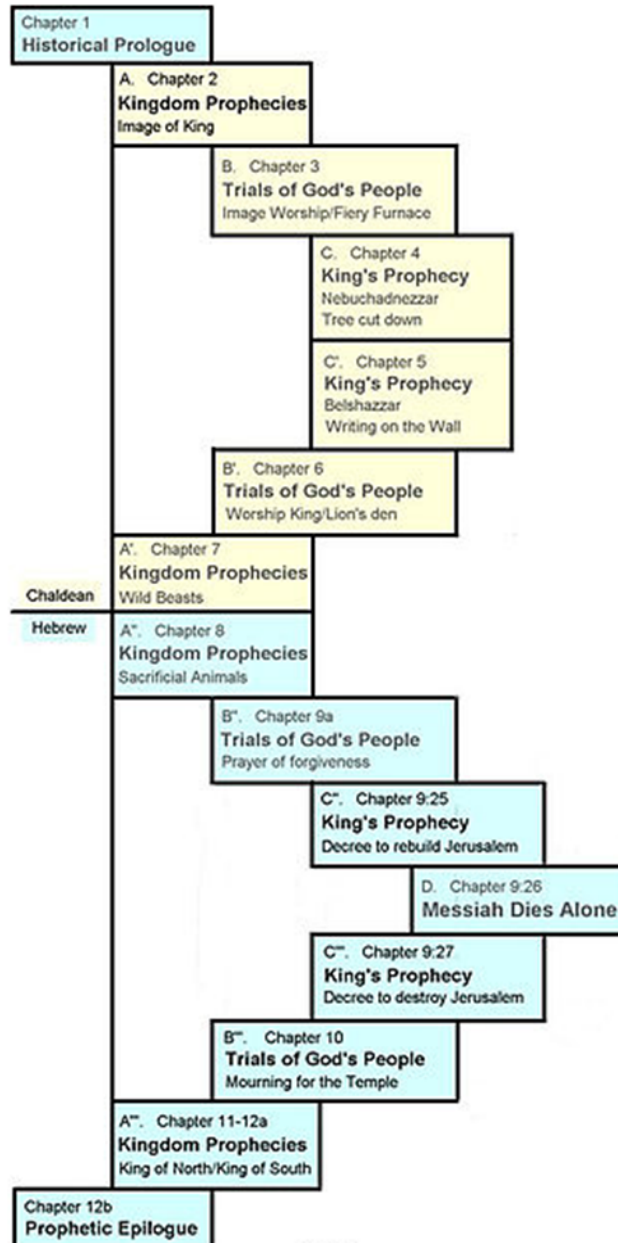 Chapter 1
Historical Prologue
A. Chapter 2
Kingdom Prophecies
Image of King
B. Chapter 3
Trials of God's People
Image Worship/Fiery Furnace
C. Chapter 4
King's Prophecy
Nebuchadnezzar
Tree cut down
C'. Chapter 5
King's Prophecy
Belshazzar
Writing on the Wall
B'. Chapter 6
Trials of God's People
Worship King/Lion's den
A'. Chapter 7
Kingdom Prophecies
Wild Beasts
Chaldean
Hebrew
A". Chapter 8
Kingdom Prophecies
Sacrificial Animals
B". Chapter 9a
Trials of God's People
Prayer of forgiveness
C". Chapter 9:25
King's Prophecy
Decree to rebuild Jerusalem
D. Chapter 9:26
Messiah Dies Alone
C"'. Chapter 9:27
King's Prophecy
Decree to destroy Jerusalem
B"'. Chapter 10
Trials of God's People
Mourning for the Temple
A"'. Chapter 11-12a
Kingdom Prophecies
King of North/King of South
Chapter 12b
Prophetic Epilogue